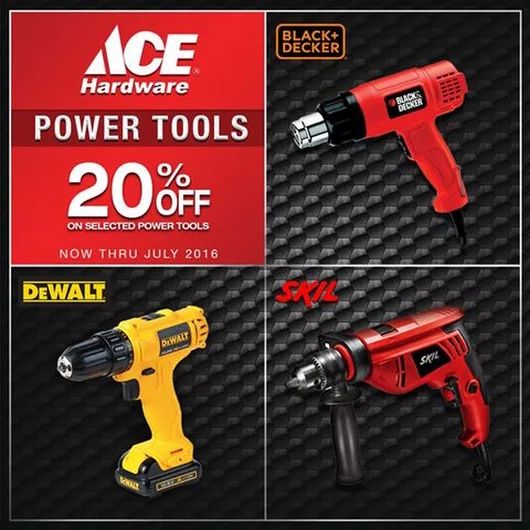 ACE®
Hardware
POWER TOOLS
20% OFF
ON SELECTED POWER TOOLS
NOW THRU JULY 2016
BLACK+
DECKER
BLACK&
DECKER
DEWALT
DEWALT
SKIL
SKIL